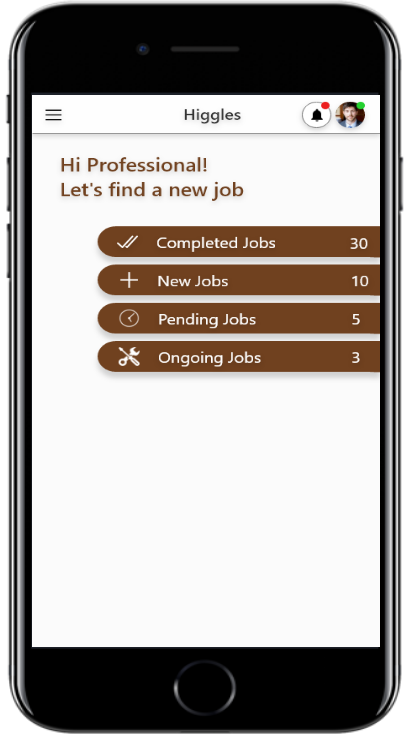 Higgles
Hi Professional!
Let's find a new job
Completed Jobs 30
New Jobs 10
Pending Jobs 5
Ongoing Jobs 3